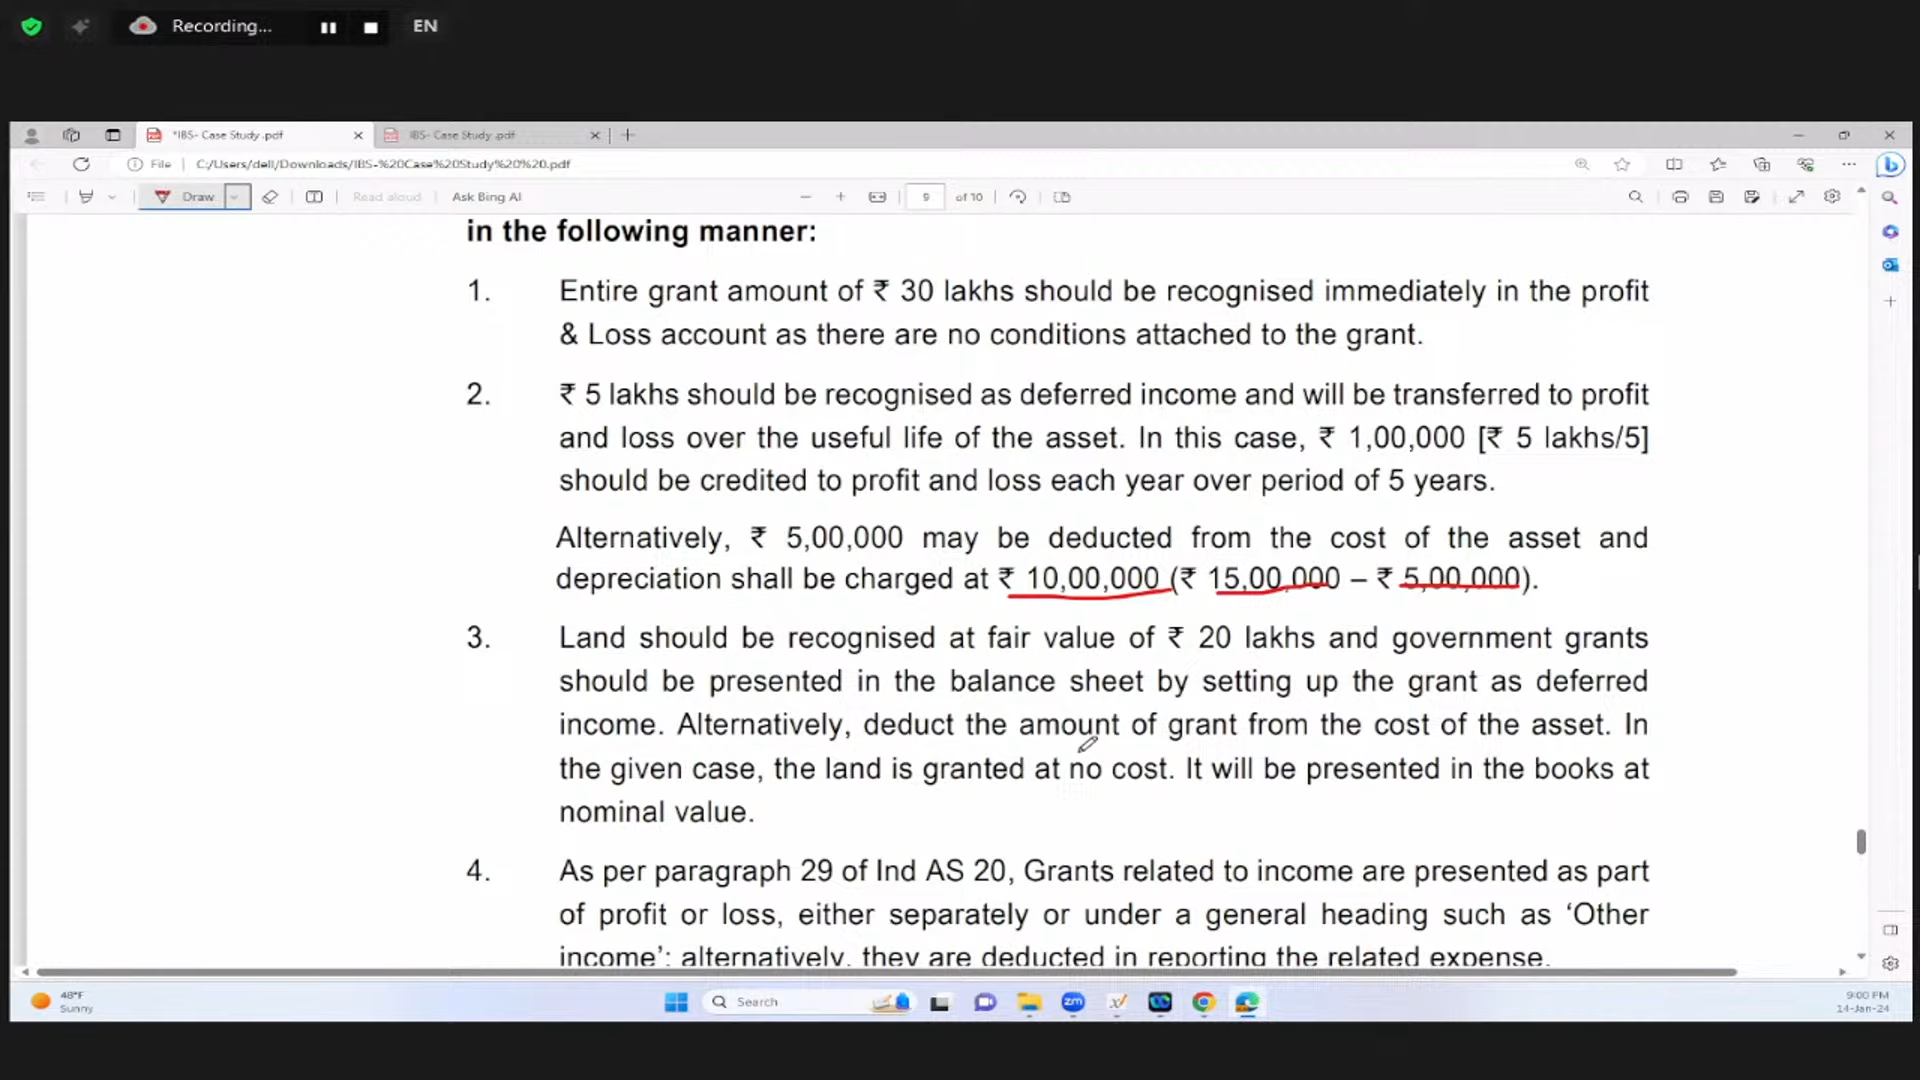 Recording...
EN
*IBS- Case Study .pdf
IBS- Case Study .pdf
File
C:/Users/dell/Downloads/IBS-%20Case%20Study%20%20.pdf
Draw
Read aloud
Ask Bing AI
9
of 10
in the following manner:
1. Entire grant amount of ₹ 30 lakhs should be recognised immediately in the profit
& Loss account as there are no conditions attached to the grant.
2. ₹ 5 lakhs should be recognised as deferred income and will be transferred to profit
and loss over the useful life of the asset. In this case, ₹ 1,00,000 [₹ 5 lakhs/5]
should be credited to profit and loss each year over period of 5 years.
Alternatively, ₹ 5,00,000 may be deducted from the cost of the asset and
depreciation shall be charged at ₹ 10,00,000 (₹ 15,00,000 – ₹ 5,00,000).
3. Land should be recognised at fair value of ₹ 20 lakhs and government grants
should be presented in the balance sheet by setting up the grant as deferred
income. Alternatively, deduct the amount of grant from the cost of the asset. In
the given case, the land is granted at no cost. It will be presented in the books at
nominal value.
4. As per paragraph 29 of Ind AS 20, Grants related to income are presented as part
of profit or loss, either separately or under a general heading such as ‘Other
income’; alternatively, they are deducted in reporting the related expense.
48°F
Sunny
Search
zm
9:00 PM
14-Jan-24